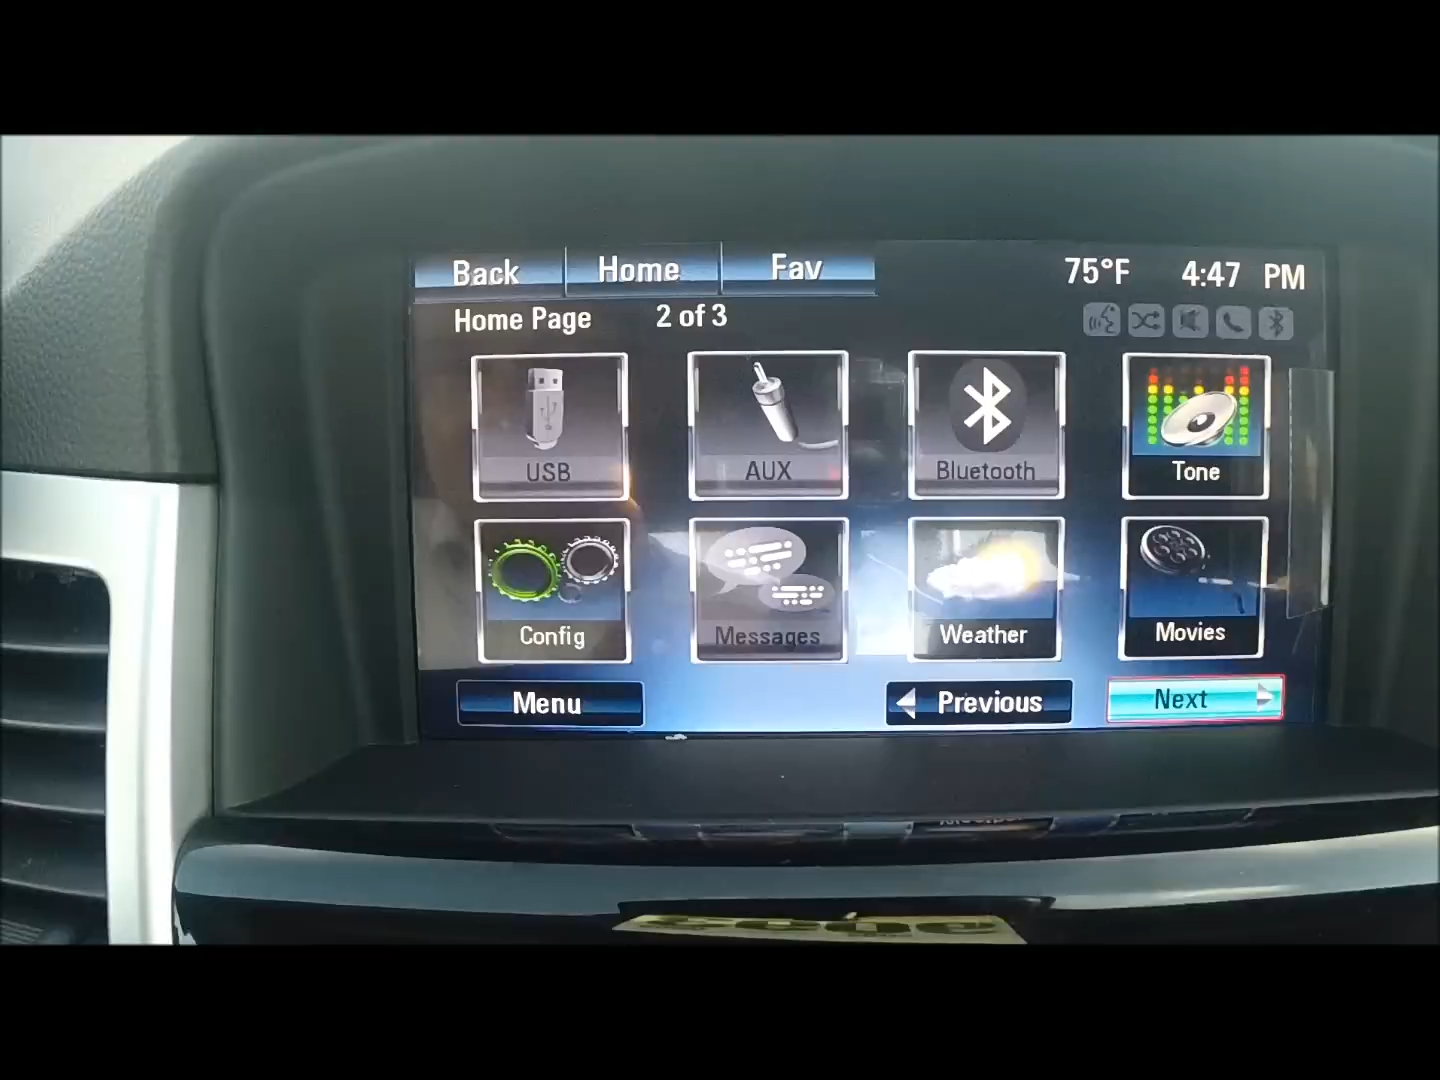 Back Home Fav 75°F 4:47 PM
Home Page 2 of 3
USB AUX Bluetooth Tone
Config Messages Weather Movies
Menu Previous Next